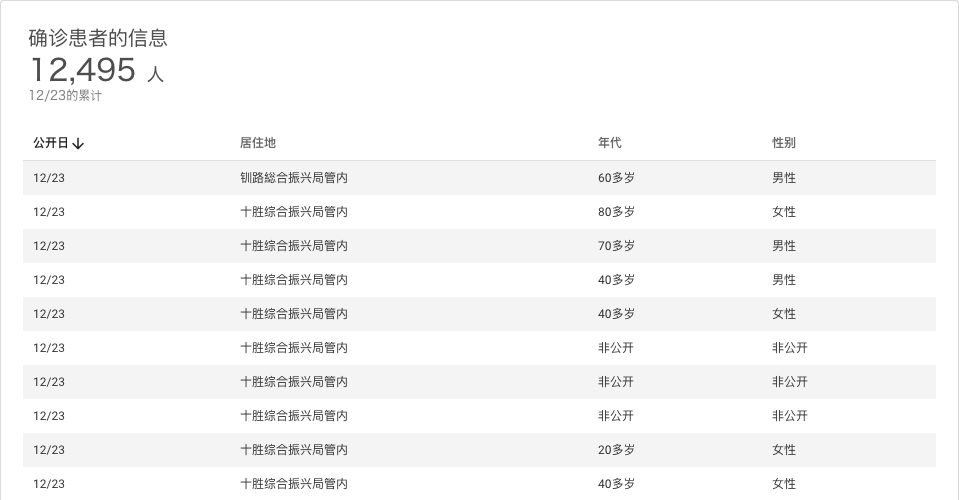 确诊患者的信息
12,495 人
12/23的累计
公开日↓ 居住地 年代 性别
12/23 钏路総合振兴局管内 60多岁 男性
12/23 十胜综合振兴局管内 80多岁 女性
12/23 十胜综合振兴局管内 70多岁 男性
12/23 十胜综合振兴局管内 40多岁 男性
12/23 十胜综合振兴局管内 40多岁 女性
12/23 十胜综合振兴局管内 非公开 非公开
12/23 十胜综合振兴局管内 非公开 非公开
12/23 十胜综合振兴局管内 非公开 非公开
12/23 十胜综合振兴局管内 20多岁 女性
12/23 十胜综合振兴局管内 40多岁 女性